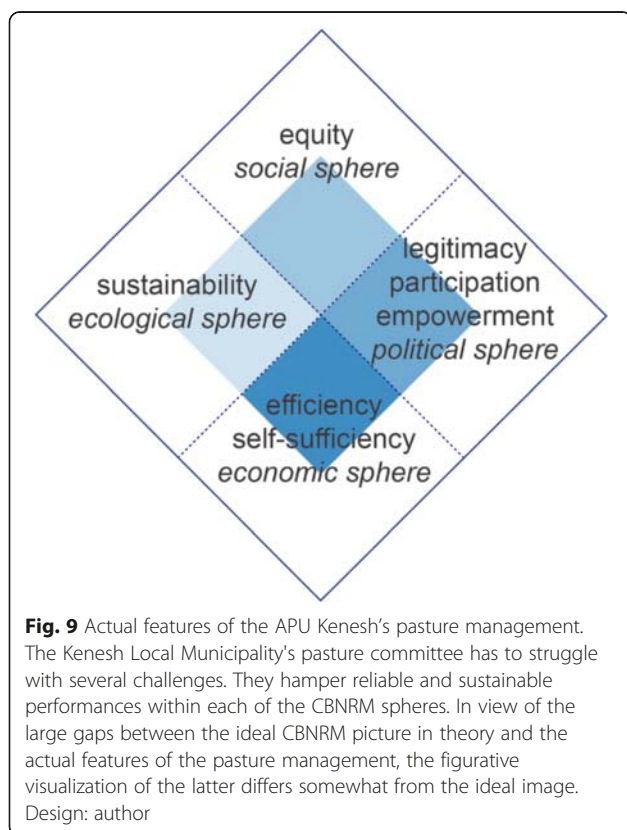 equity
social sphere
legitimacy
participation
empowerment
political sphere
sustainability
ecological sphere
efficiency
self-sufficiency
economic sphere
Fig. 9 Actual features of the APU Kenesh's pasture management.
The Kenesh Local Municipality's pasture committee has to struggle
with several challenges. They hamper reliable and sustainable
performances within each of the CBNRM spheres. In view of the
large gaps between the ideal CBNRM picture in theory and the
actual features of the pasture management, the figurative
visualization of the latter differs somewhat from the ideal image.
Design: author